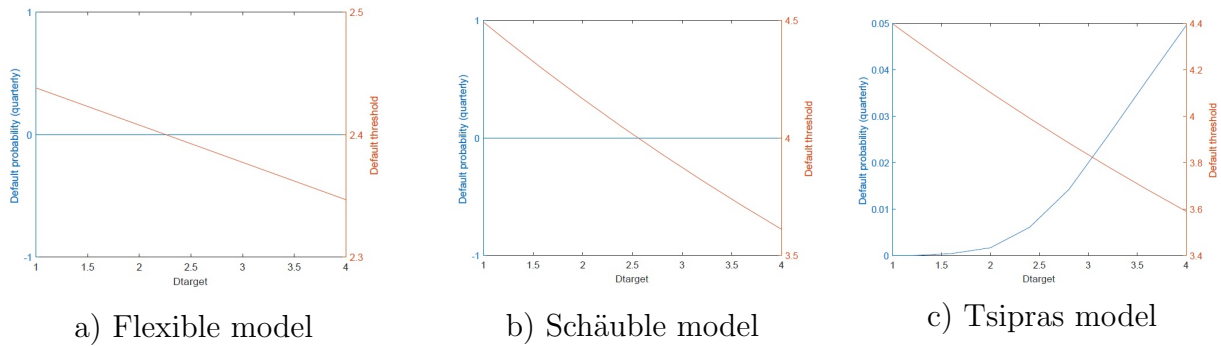 Default probability (quarterly)
1
0
-1
2.5
2.4
2.3
Default threshold
1 1.5 2 2.5 3 3.5 4
Dtarget
a) Flexible model
Default probability (quarterly)
1
0
-1
4.5
4
3.5
Default threshold
1 1.5 2 2.5 3 3.5 4
Dtarget
b) Schäuble model
Default probability (quarterly)
0.05
0.04
0.03
0.02
0.01
0
4.4
4.2
4
3.8
3.6
3.4
Default threshold
1 1.5 2 2.5 3 3.5 4
Dtarget
c) Tsipras model